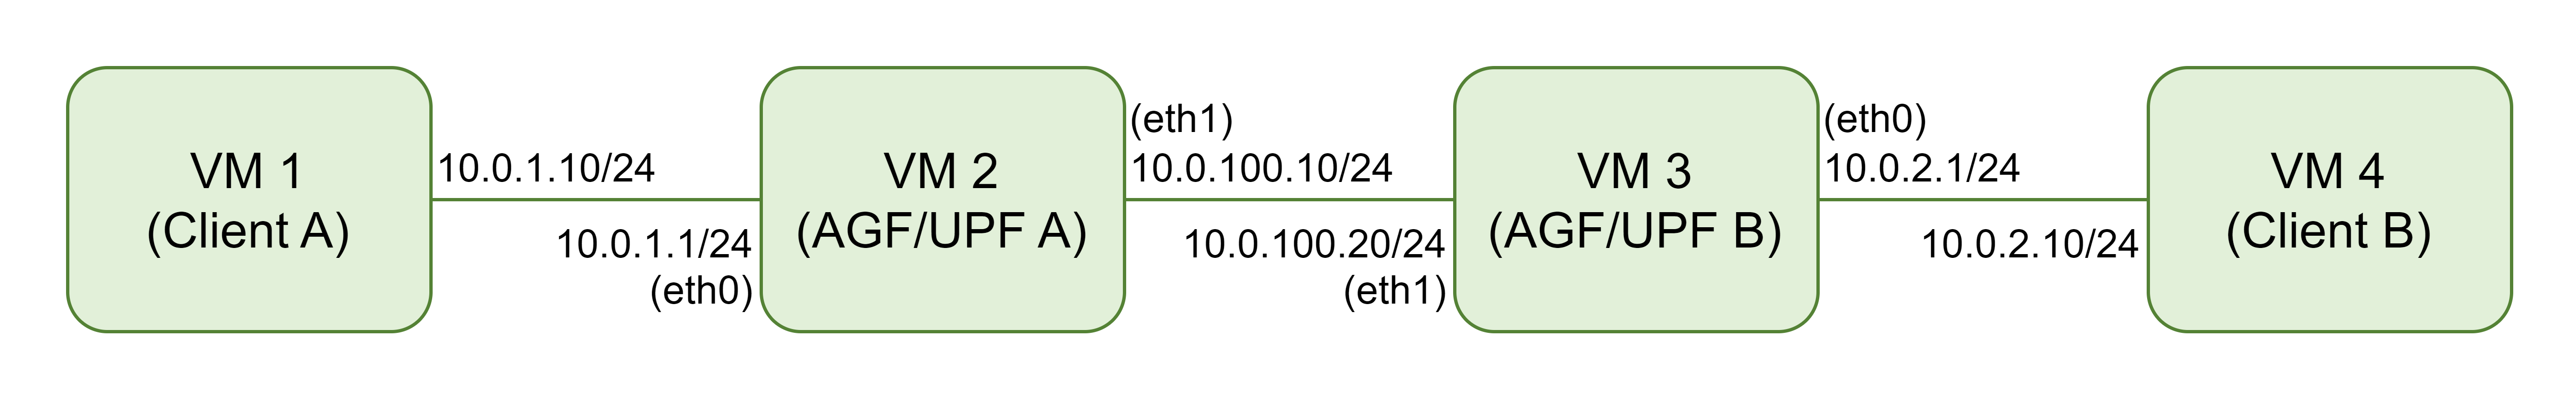 VM 1
(Client A)
10.0.1.10/24
10.0.1.1/24
(eth0)
VM 2
(AGF/UPF A)
(eth1)
10.0.100.10/24
10.0.100.20/24
(eth1)
VM 3
(AGF/UPF B)
(eth0)
10.0.2.1/24
10.0.2.10/24
VM 4
(Client B)